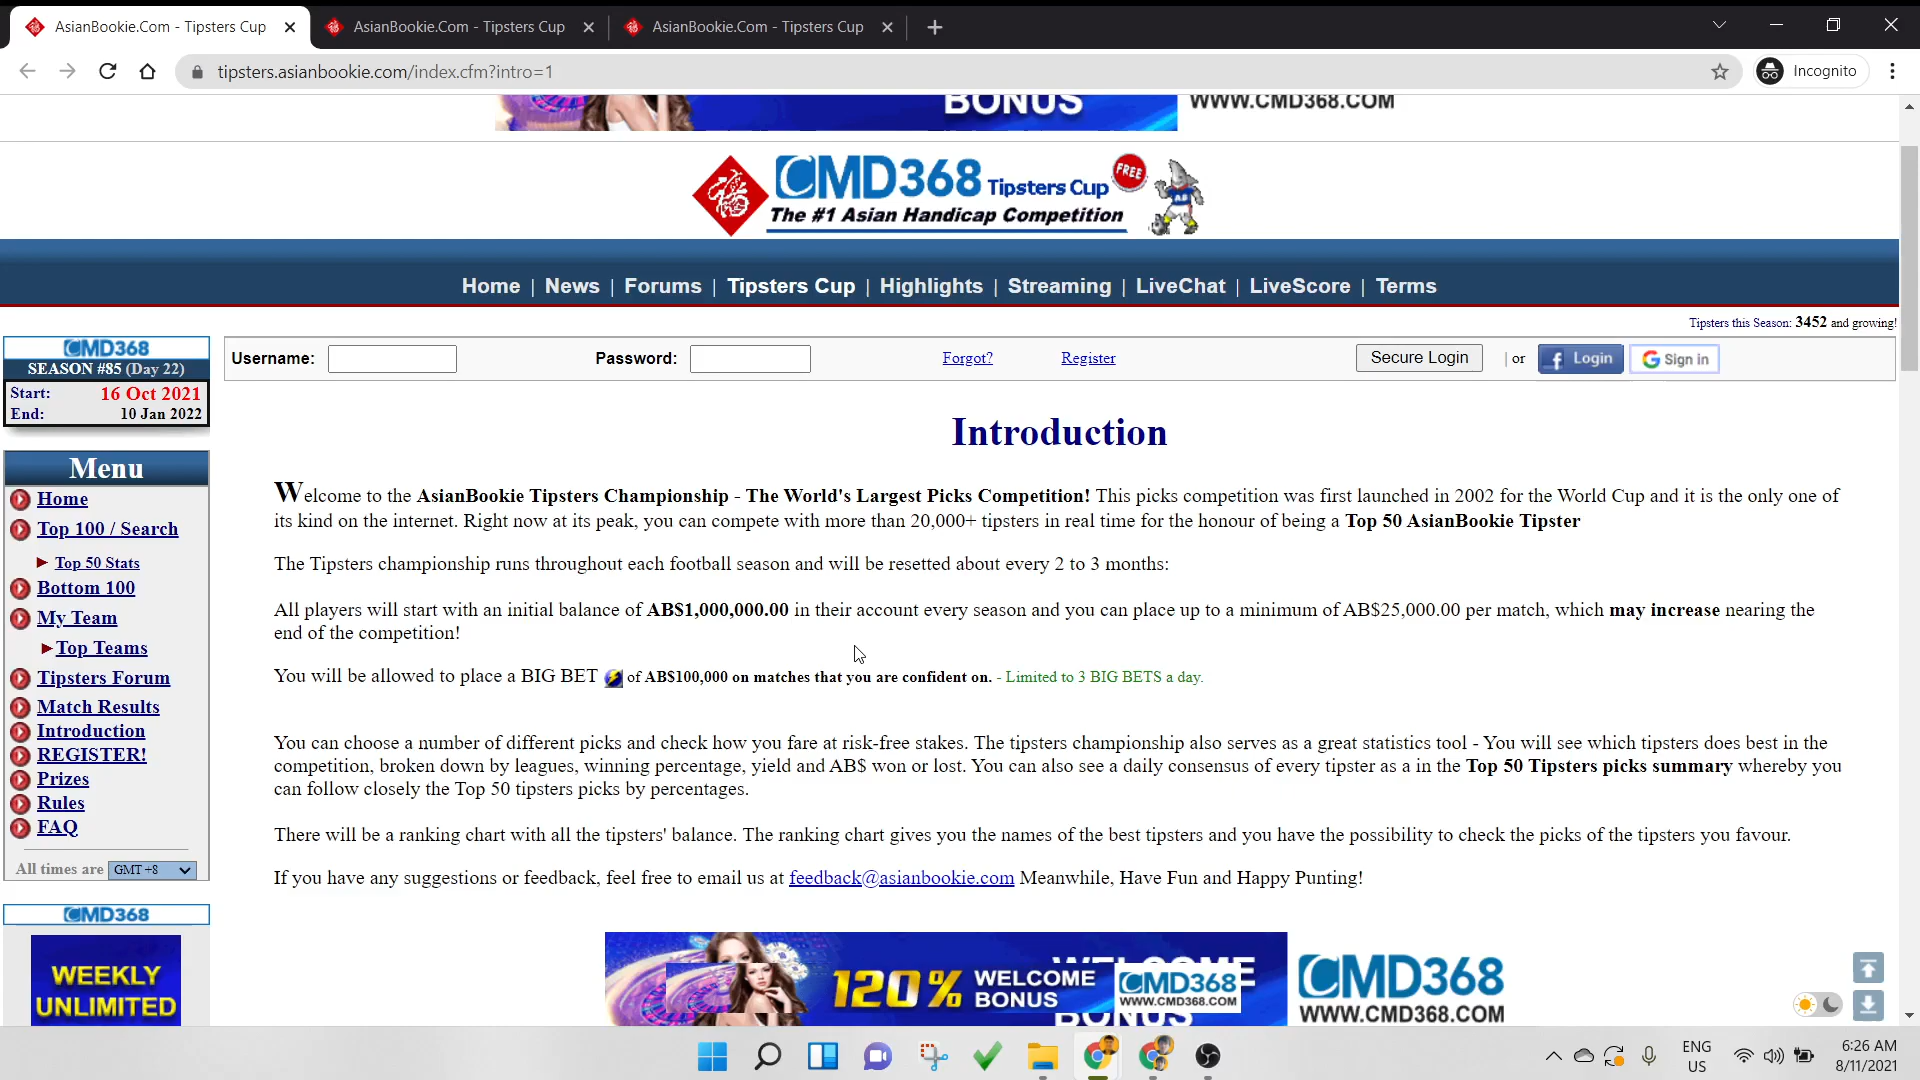 AsianBookie.Com - Tipsters Cup
AsianBookie.Com - Tipsters Cup
AsianBookie.Com - Tipsters Cup
tipsters.asianbookie.com/index.cfm?intro=1
Incognito
BONUS
WWW.CMD368.COM
CMD368 Tipsters Cup FREE
The #1 Asian Handicap Competition
Home | News | Forums | Tipsters Cup | Highlights | Streaming | LiveChat | LiveScore | Terms
Tipsters this Season: 3452 and growing!
CMD368
SEASON #85 (Day 22)
Start: 16 Oct 2021
End: 10 Jan 2022
Username:
Password:
Forgot?
Register
Secure Login
| or
f Login
G Sign in
Menu
Home
Top 100 / Search
Top 50 Stats
Bottom 100
My Team
Top Teams
Tipsters Forum
Match Results
Introduction
REGISTER!
Prizes
Rules
FAQ
All times are GMT +8
CMD368
WEEKLY
UNLIMITED
Introduction
Welcome to the AsianBookie Tipsters Championship - The World's Largest Picks Competition! This picks competition was first launched in 2002 for the World Cup and it is the only one of
its kind on the internet. Right now at its peak, you can compete with more than 20,000+ tipsters in real time for the honour of being a Top 50 AsianBookie Tipster
The Tipsters championship runs throughout each football season and will be resetted about every 2 to 3 months:
All players will start with an initial balance of AB$1,000,000.00 in their account every season and you can place up to a minimum of AB$25,000.00 per match, which may increase nearing the
end of the competition!
You will be allowed to place a BIG BET of AB$100,000 on matches that you are confident on. - Limited to 3 BIG BETS a day.
You can choose a number of different picks and check how you fare at risk-free stakes. The tipsters championship also serves as a great statistics tool - You will see which tipsters does best in the
competition, broken down by leagues, winning percentage, yield and AB$ won or lost. You can also see a daily consensus of every tipster as a in the Top 50 Tipsters picks summary whereby you
can follow closely the Top 50 tipsters picks by percentages.
There will be a ranking chart with all the tipsters' balance. The ranking chart gives you the names of the best tipsters and you have the possibility to check the picks of the tipsters you favour.
If you have any suggestions or feedback, feel free to email us at feedback@asianbookie.com Meanwhile, Have Fun and Happy Punting!
120% WELCOME
BONUS
CMD368
WWW.CMD368.COM
CMD368
WWW.CMD368.COM
ENG
US
6:26 AM
8/11/2021